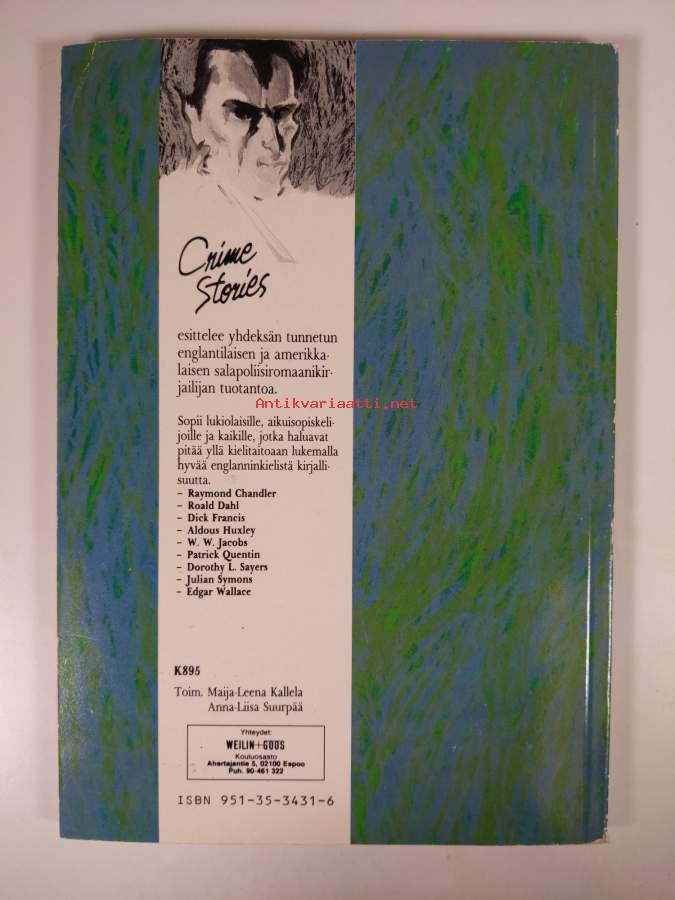 Crime
Stories
esittelee yhdeksän tunnetun
englantilaisen ja amerikka-
laisen salapoliisiromaanikir-
jailijan tuotantoa.
Antikvariaatti.net
Sopii lukiolaisille, aikuisopiskeli-
joille ja kaikille, jotka haluavat
pitää yllä kielitaitoaan lukemalla
hyvää englanninkielistä kirjalli-
suutta.
– Raymond Chandler
– Roald Dahl
– Dick Francis
– Aldous Huxley
– W. W. Jacobs
– Patrick Quentin
– Dorothy L. Sayers
– Julian Symons
– Edgar Wallace
K895
Toim. Maija-Leena Kallela
Anna-Liisa Suurpää
Yhteydet:
WEILIN+GÖÖS
Kouluosasto
Ahertajantie 5, 02100 Espoo
Puh. 90-461 322
ISBN 951-35-3431-6